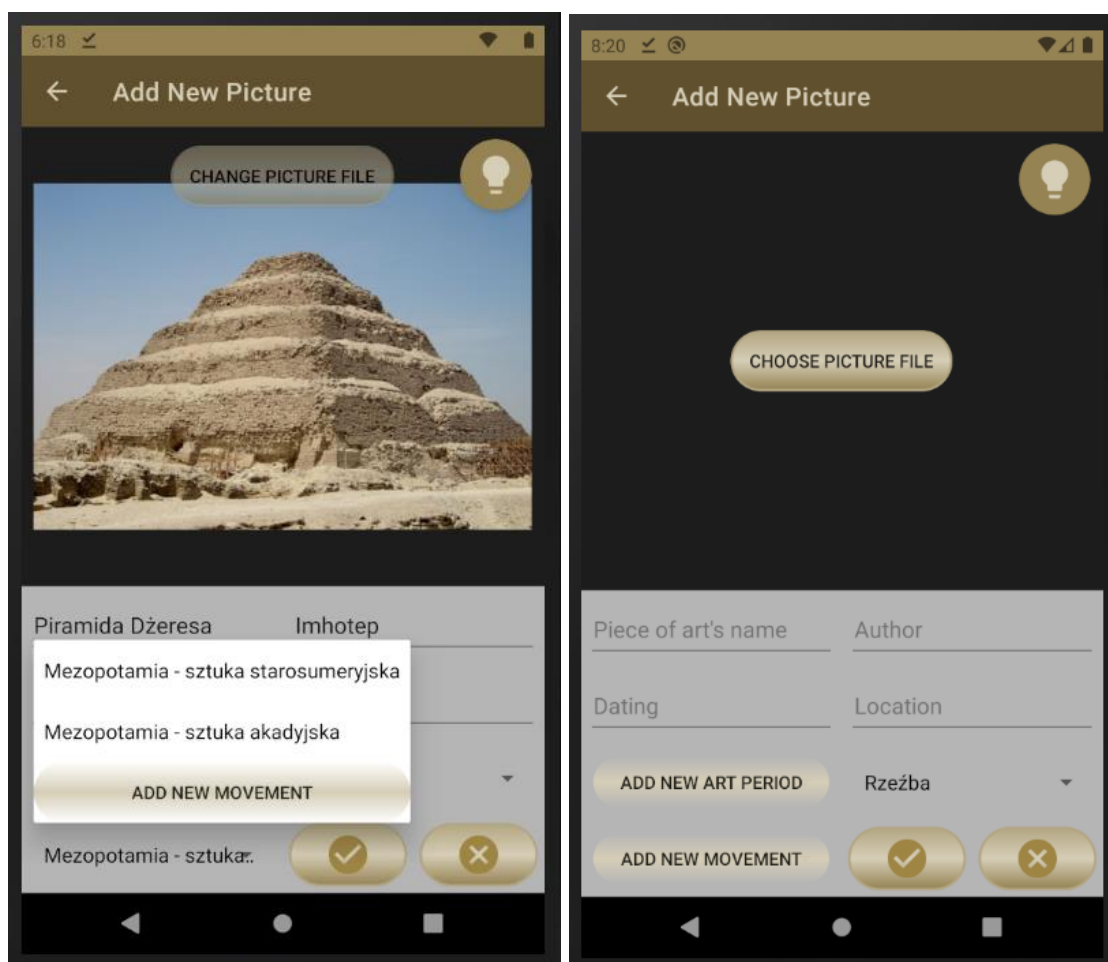 6:18
Add New Picture
CHANGE PICTURE FILE
Piramida Dżeresa Imhotep
Mezopotamia - sztuka starosumeryjska
Mezopotamia - sztuka akadyjska
ADD NEW MOVEMENT
Mezopotamia - sztuka..
8:20
Add New Picture
CHOOSE PICTURE FILE
Piece of art's name Author
Dating Location
ADD NEW ART PERIOD Rzeźba
ADD NEW MOVEMENT